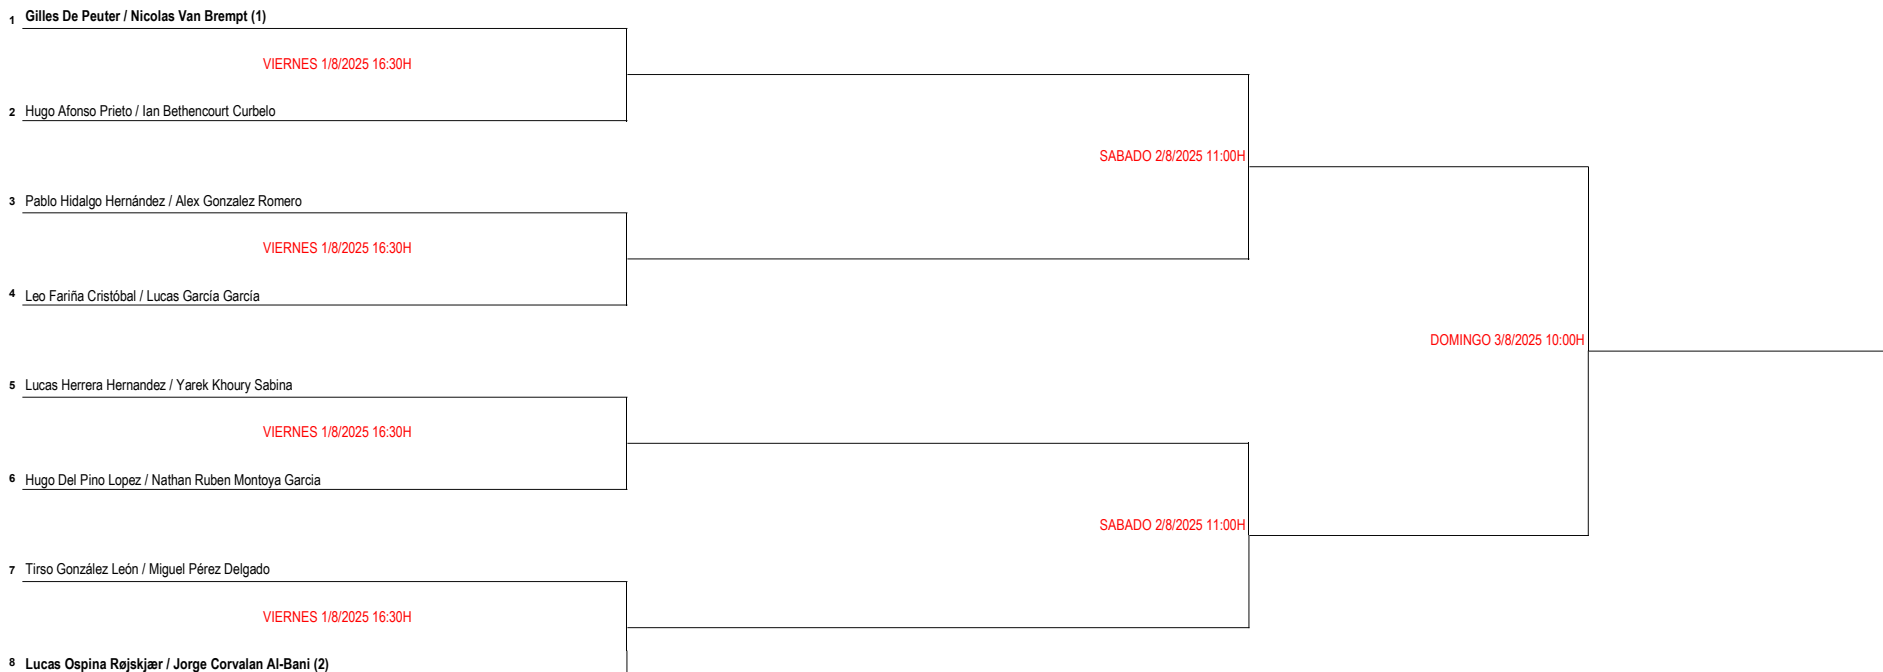 1 Gilles De Peuter / Nicolas Van Brempt (1)
VIERNES 1/8/2025 16:30H
2 Hugo Afonso Prieto / Ian Bethencourt Curbelo
SABADO 2/8/2025 11:00H
3 Pablo Hidalgo Hernández / Alex Gonzalez Romero
VIERNES 1/8/2025 16:30H
4 Leo Fariña Cristóbal / Lucas García García
DOMINGO 3/8/2025 10:00H
5 Lucas Herrera Hernandez / Yarek Khoury Sabina
VIERNES 1/8/2025 16:30H
6 Hugo Del Pino Lopez / Nathan Ruben Montoya Garcia
SABADO 2/8/2025 11:00H
7 Tirso González León / Miguel Pérez Delgado
VIERNES 1/8/2025 16:30H
8 Lucas Ospina Røjskjær / Jorge Corvalan Al-Bani (2)